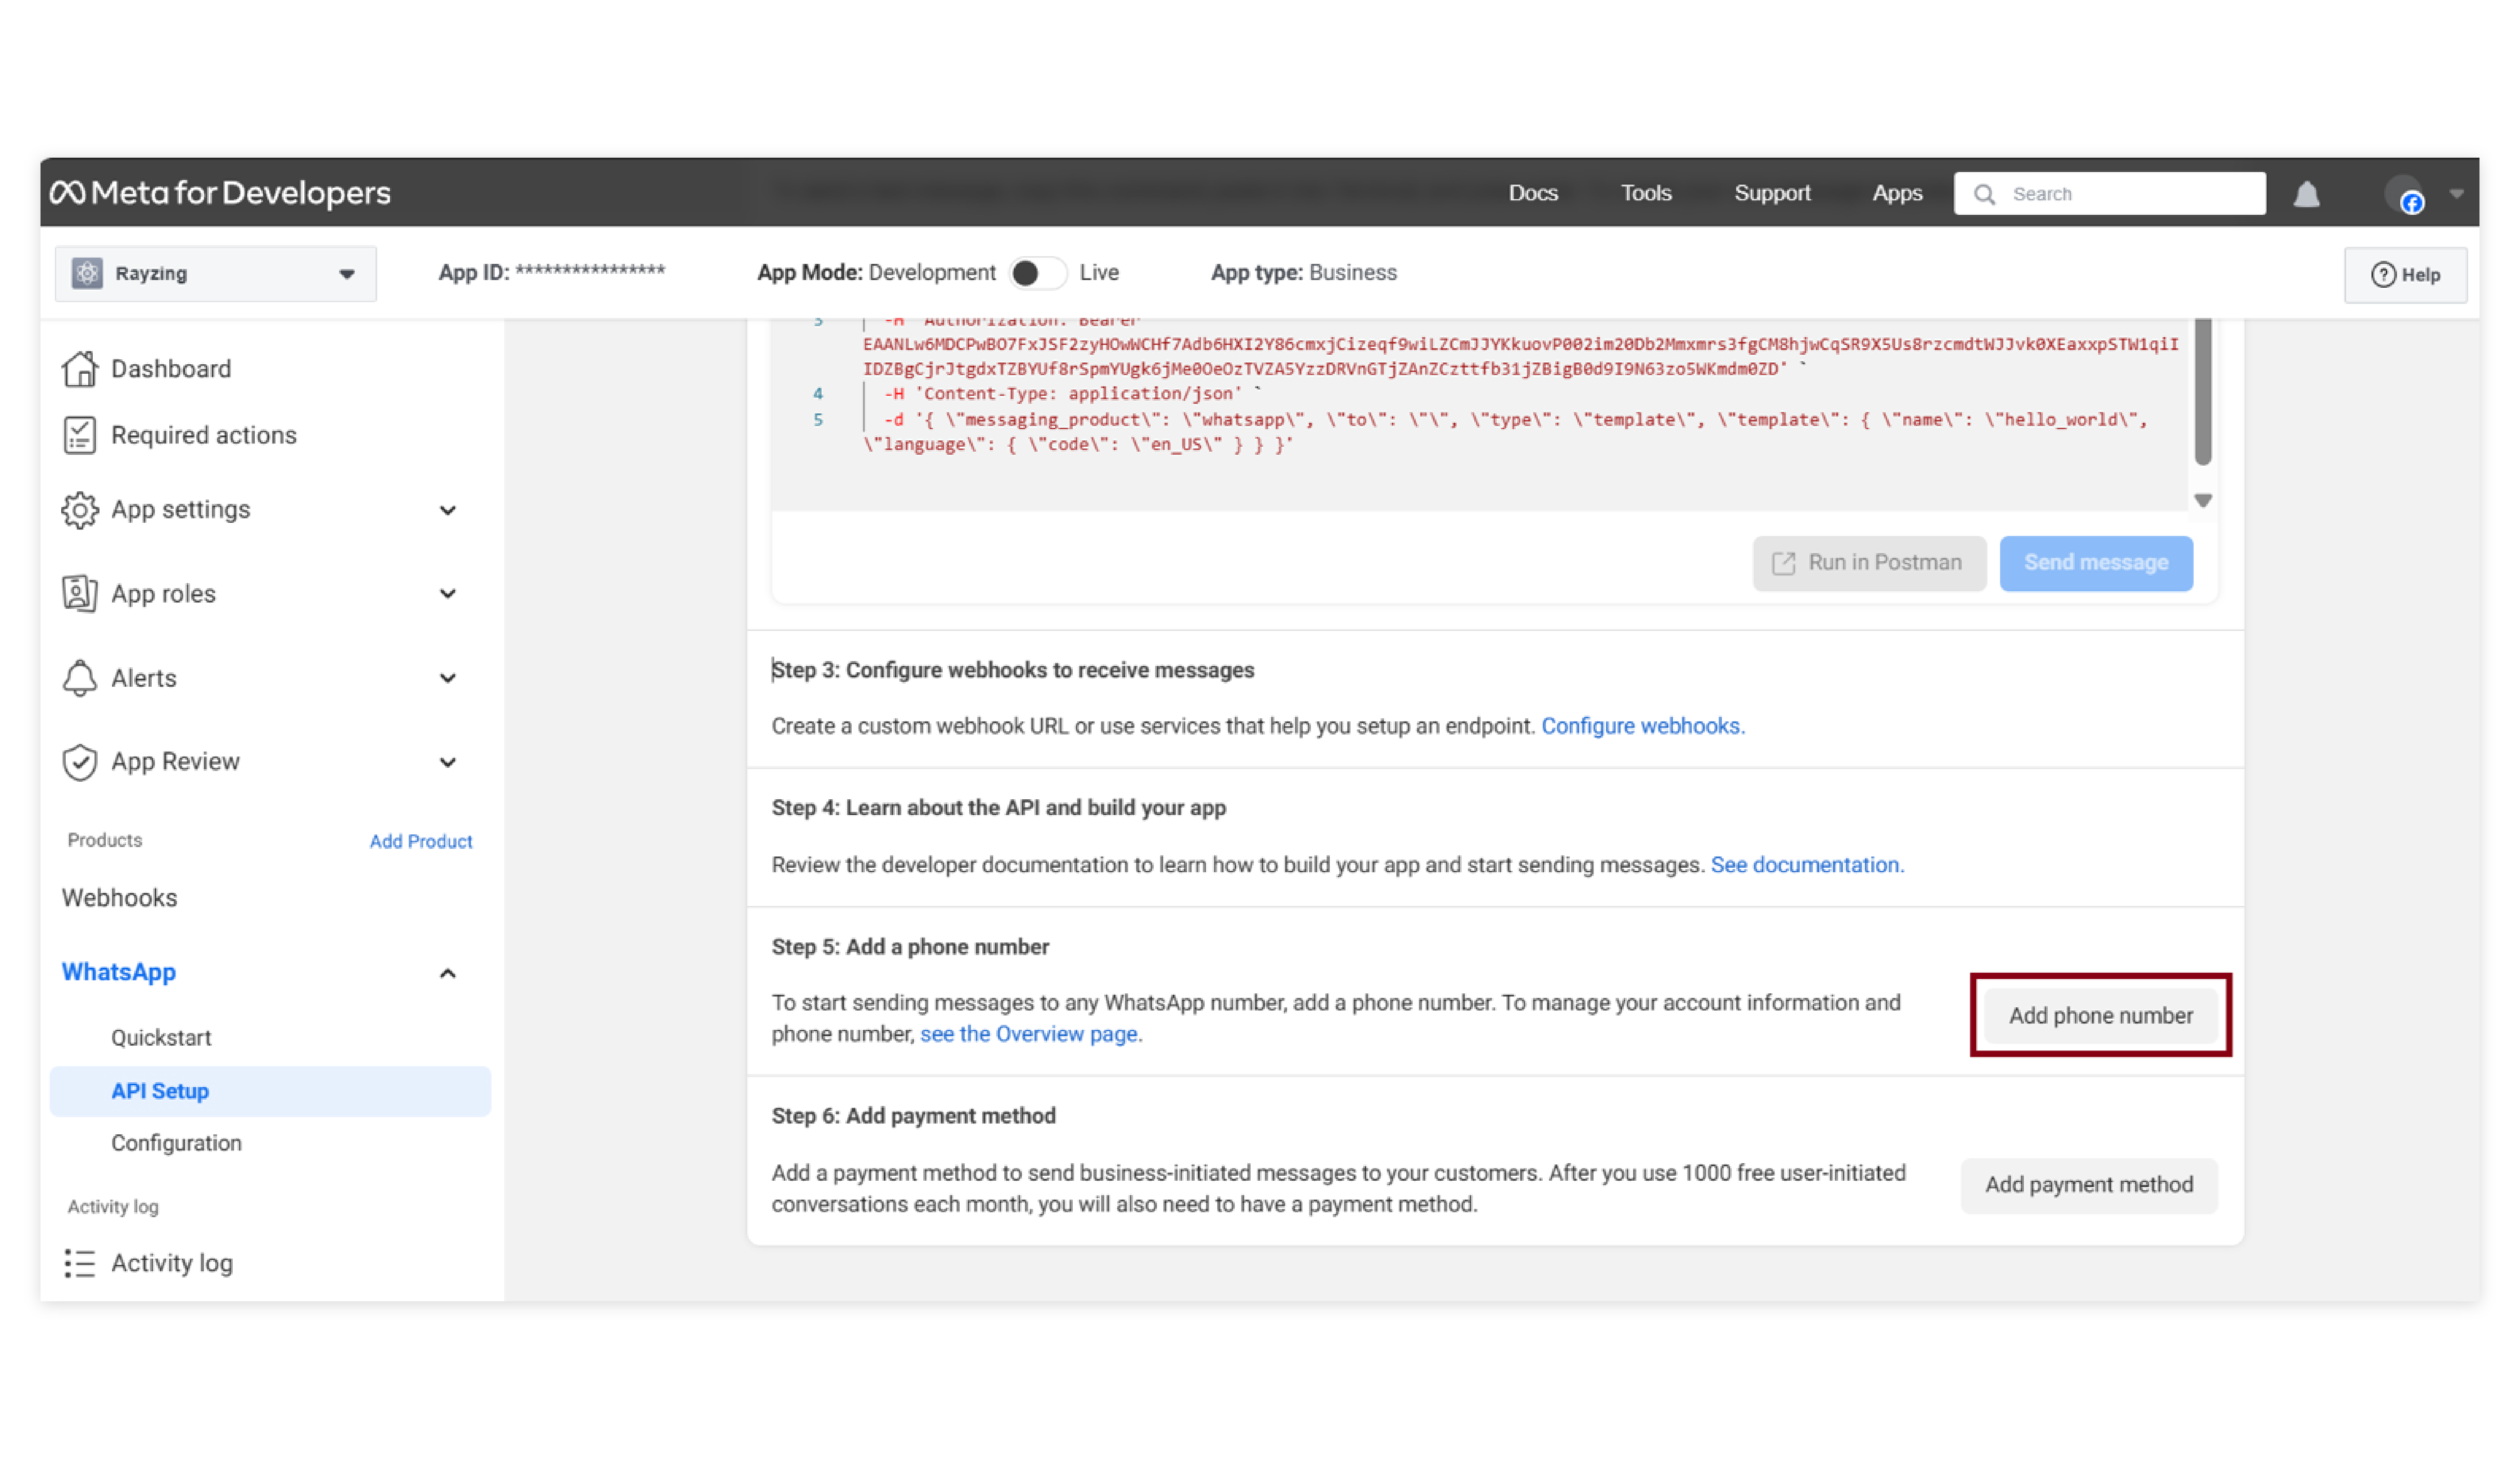 Meta for Developers
Docs
Tools
Support
Apps
Search
Rayzing
App ID: ****************
App Mode: Development
Live
App type: Business
Help
Dashboard
Required actions
App settings
App roles
Alerts
App Review
Products
Add Product
Webhooks
WhatsApp
Quickstart
API Setup
Configuration
Activity log
Activity log
3 -H 'Authorization: Bearer
EAANLw6MDCPwBO7FxJSF2zyHOwWCHf7Adb6HXI2Y86cmxjCizeqf9wiLZCmJJYKkuovP002im20Db2Mmxmrs3fgCM8hjwCqSR9X5Us8rzcmdtWJJvk0XEaxxpSTW1qiI
IDZBgCjrJtgdxTZBYUf8rSpmYUgk6jMe0OeOzTVZA5YzzDRVnGTjZAnZCzttfb31jZBigB0d9I9N63zo5WKmdm0ZD' `
4 -H 'Content-Type: application/json' `
5 -d '{ \"messaging_product\": \"whatsapp\", \"to\": \"\", \"type\": \"template\", \"template\": { \"name\": \"hello_world\",
\"language\": { \"code\": \"en_US\" } } }'
Run in Postman
Send message
Step 3: Configure webhooks to receive messages
Create a custom webhook URL or use services that help you setup an endpoint. Configure webhooks.
Step 4: Learn about the API and build your app
Review the developer documentation to learn how to build your app and start sending messages. See documentation.
Step 5: Add a phone number
To start sending messages to any WhatsApp number, add a phone number. To manage your account information and
phone number, see the Overview page.
Add phone number
Step 6: Add payment method
Add a payment method to send business-initiated messages to your customers. After you use 1000 free user-initiated
conversations each month, you will also need to have a payment method.
Add payment method